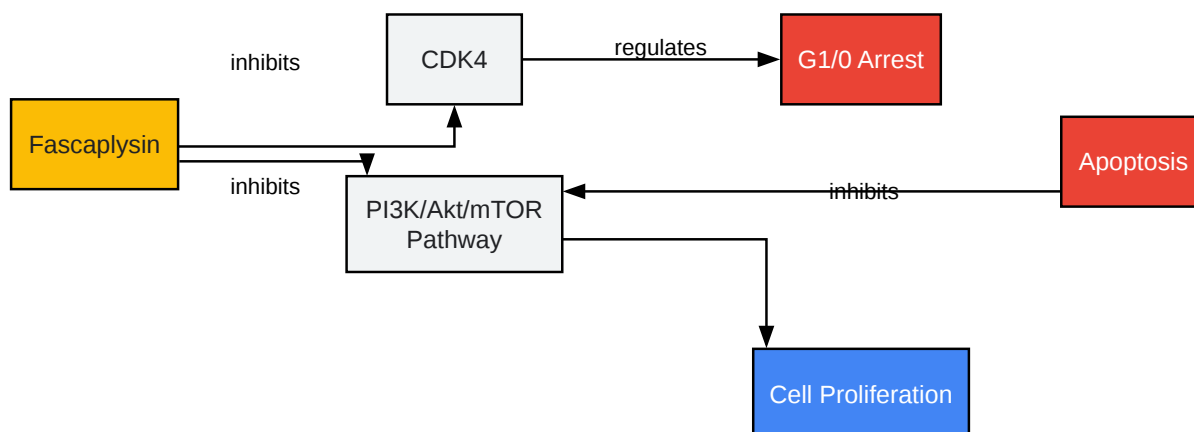 inhibits
CDK4
regulates
G1/0 Arrest
Fascaplysin
Apoptosis
inhibits
inhibits
PI3K/Akt/mTOR
Pathway
Cell Proliferation